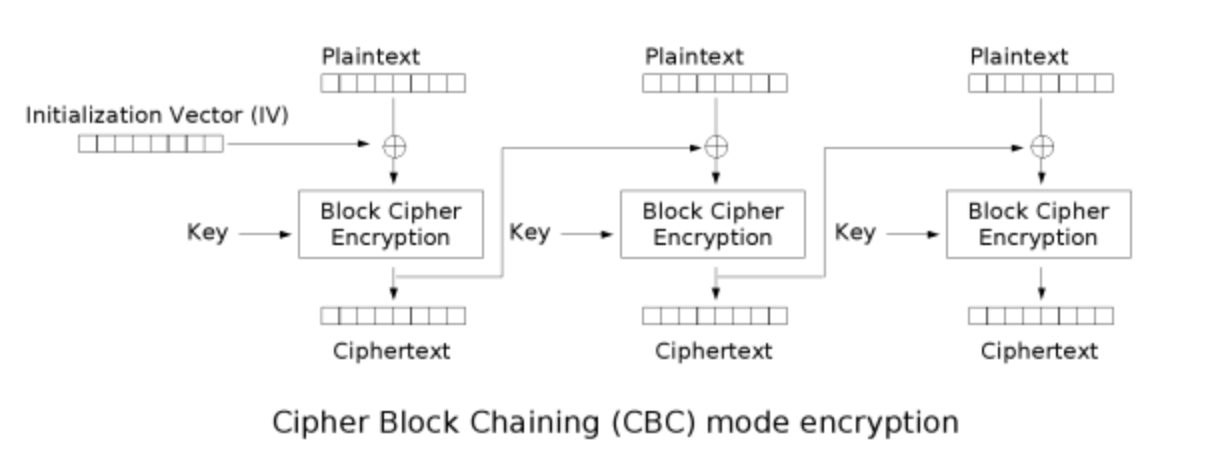 Plaintext
Plaintext
Plaintext
Initialization Vector (IV)
Block Cipher
Encryption
Block Cipher
Encryption
Block Cipher
Encryption
Key
Key
Key
Ciphertext
Ciphertext
Ciphertext
Cipher Block Chaining (CBC) mode encryption